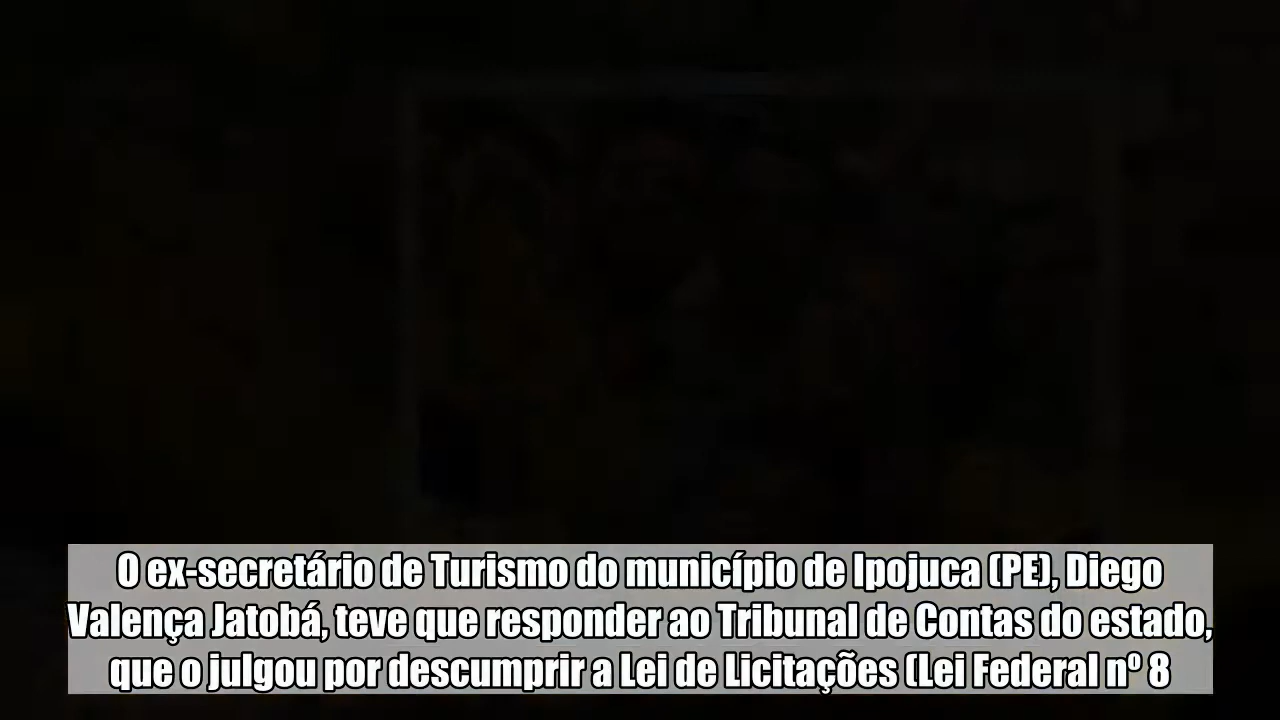 O ex-secretário de Turismo do município de Ipojuca (PE), Diego
Valença Jatobá, teve que responder ao Tribunal de Contas do estado,
que o julgou por descumprir a Lei de Licitações (Lei Federal nº 8